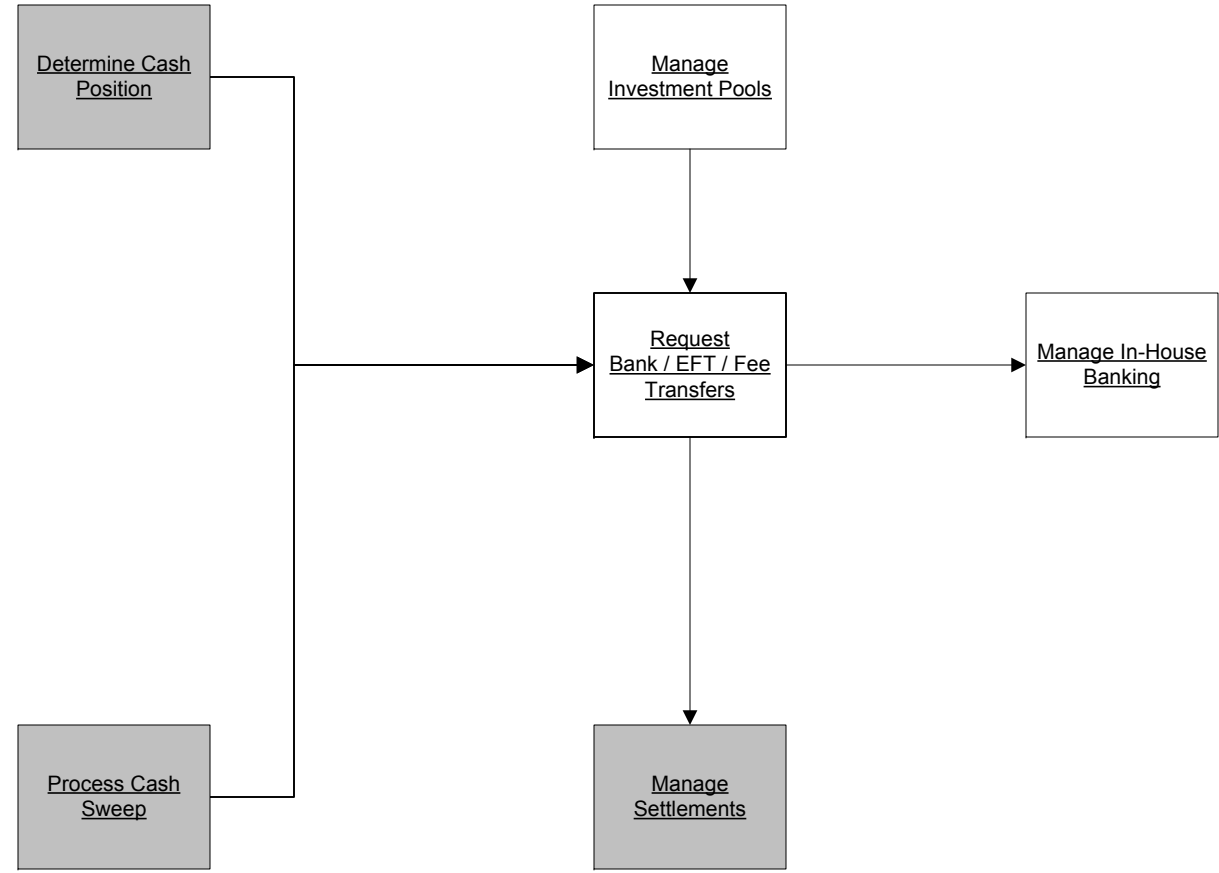 Determine Cash
Position
Manage
Investment Pools
Request
Bank / EFT / Fee
Transfers
Manage In-House
Banking
Process Cash
Sweep
Manage
Settlements